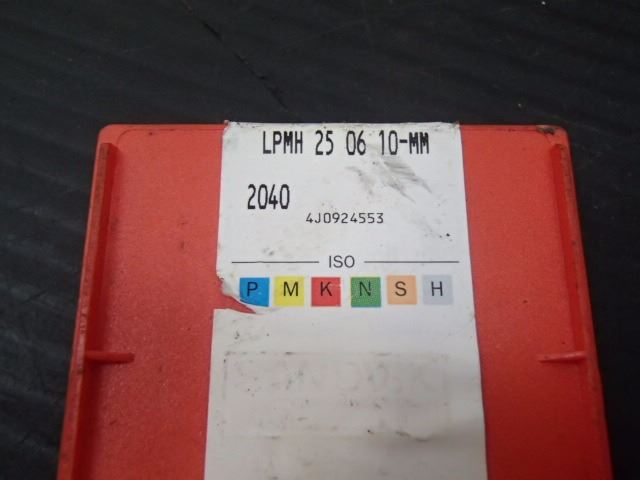 LPMH 25 06 10-MM
2040
4J0924553
ISO
P M K N S H